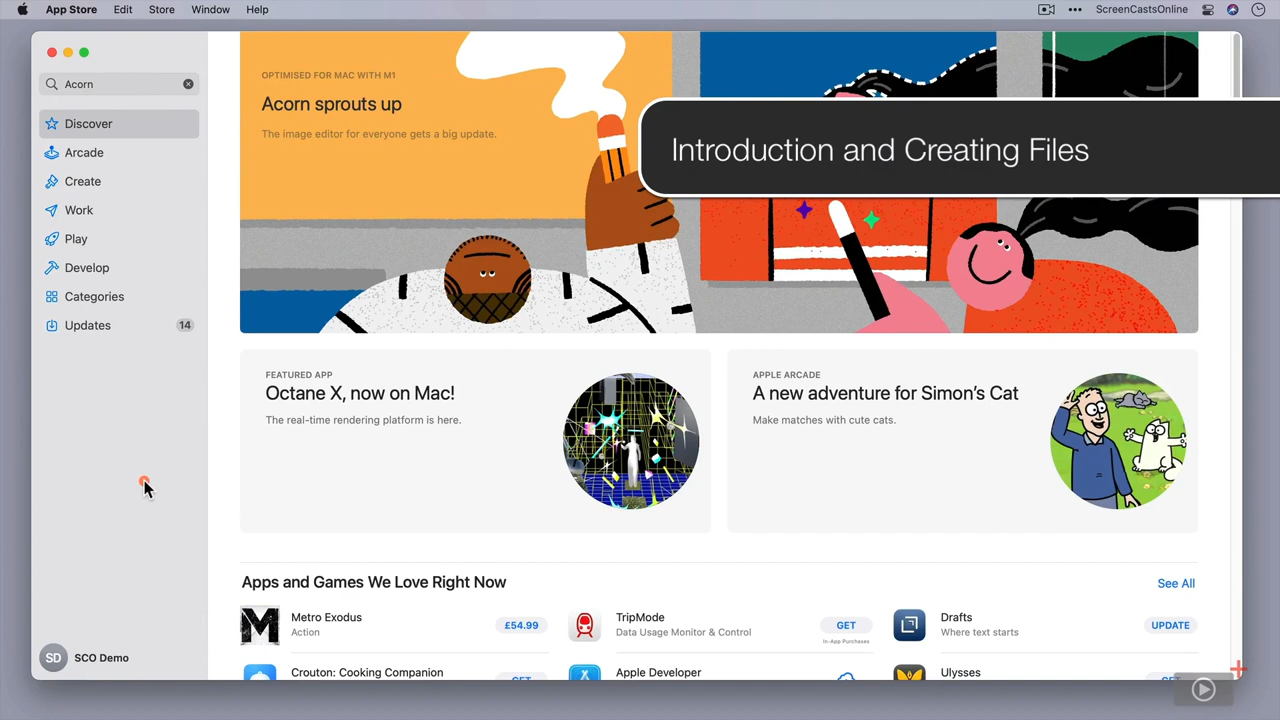 App Store Edit Store Window Help
ScreenCastsOnline
Acorn
Discover
Arcade
Create
Work
Play
Develop
Categories
Updates 14
SCO Demo
SD
OPTIMISED FOR MAC WITH M1
Acorn sprouts up
The image editor for everyone gets a big update.
Introduction and Creating Files
FEATURED APP
Octane X, now on Mac!
The real-time rendering platform is here.
APPLE ARCADE
A new adventure for Simon's Cat
Make matches with cute cats.
Apps and Games We Love Right Now
See All
Metro Exodus
Action
£54.99
TripMode
Data Usage Monitor & Control
GET
In-App Purchases
Drafts
Where text starts
UPDATE
Crouton: Cooking Companion
GET
Apple Developer
Ulysses
GET